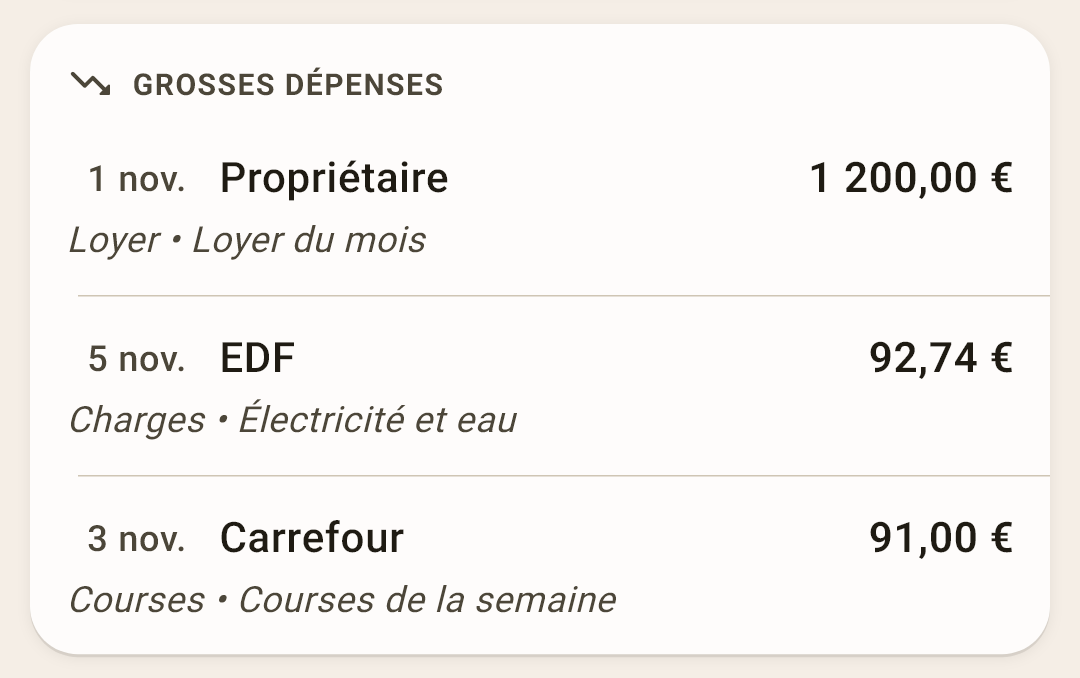 GROSSES DÉPENSES
1 nov. Propriétaire 1 200,00 €
Loyer • Loyer du mois
5 nov. EDF 92,74 €
Charges • Électricité et eau
3 nov. Carrefour 91,00 €
Courses • Courses de la semaine